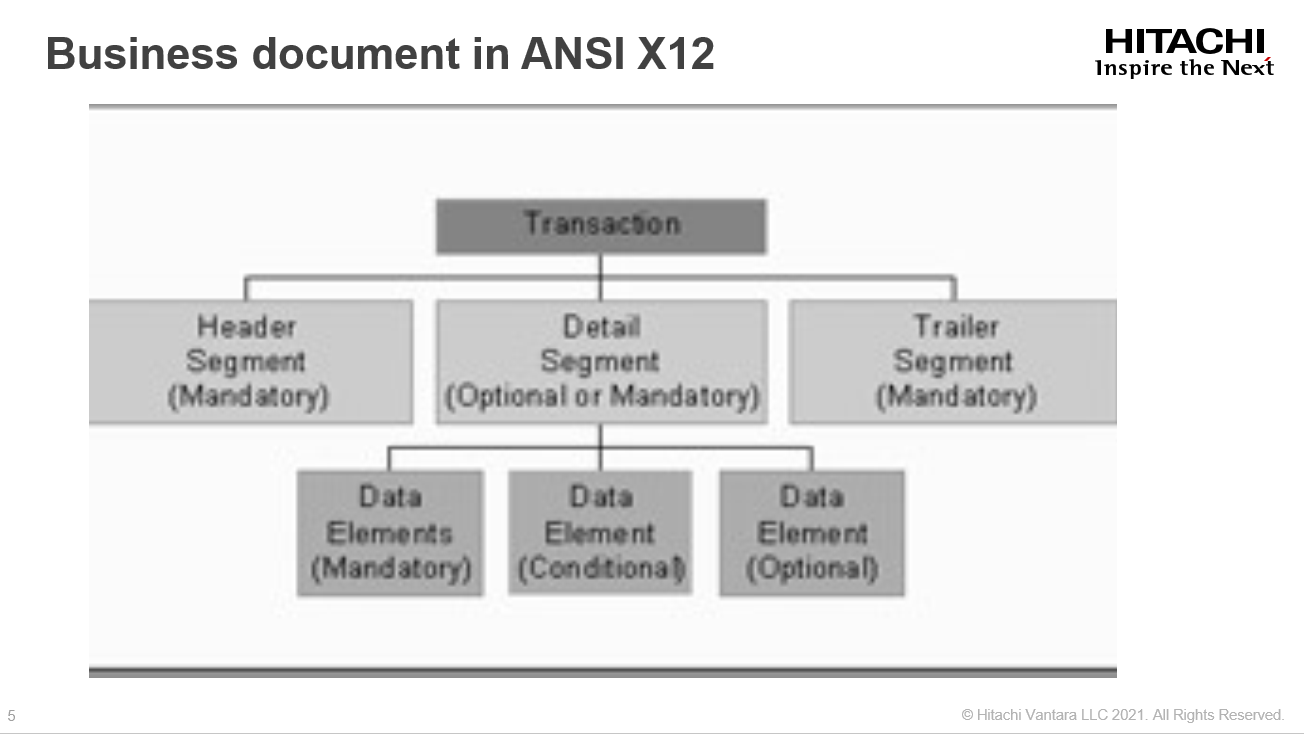 Business document in ANSI X12
HITACHI
Inspire the Next
Transaction
Header
Segment
(Mandatory)
Detail
Segment
(Optional or Mandatory)
Trailer
Segment
(Mandatory)
Data
Elements
(Mandatory)
Data
Element
(Conditional)
Data
Element
(Optional)
5
© Hitachi Vantara LLC 2021. All Rights Reserved.